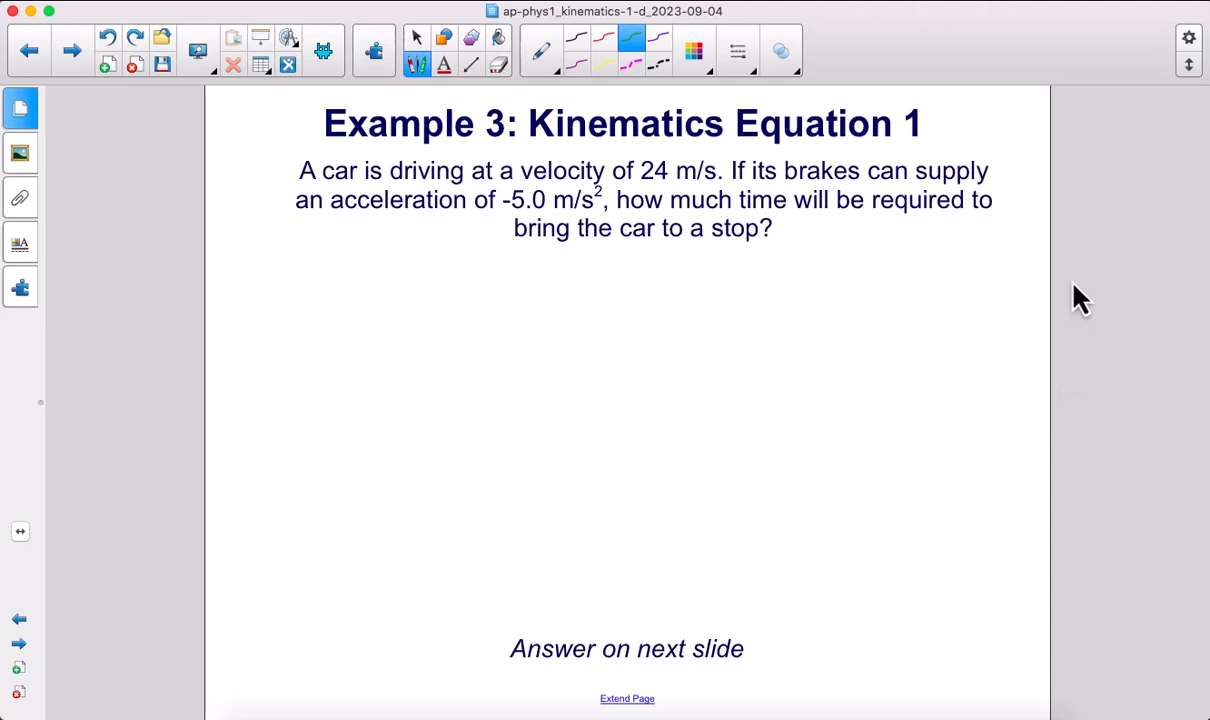 ap-phys1_kinematics-1-d_2023-09-04
Example 3: Kinematics Equation 1
A car is driving at a velocity of 24 m/s. If its brakes can supply
an acceleration of -5.0 m/s², how much time will be required to
bring the car to a stop?
Answer on next slide
Extend Page